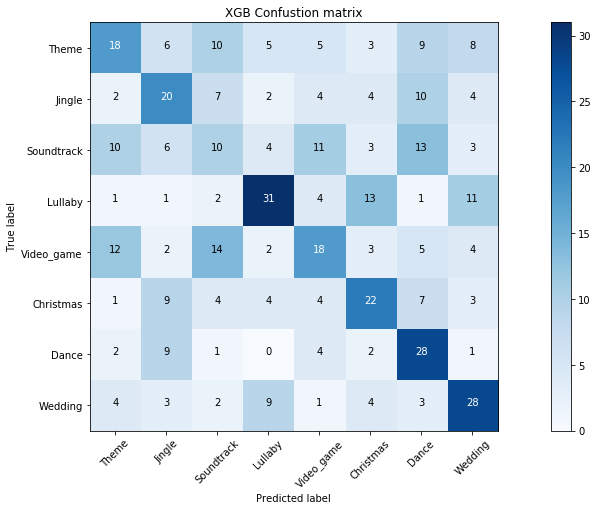 XGB Confustion matrix
Theme 18 6 10 5 5 3 9 8
Jingle 2 20 7 2 4 4 10 4
Soundtrack 10 6 10 4 11 3 13 3
Lullaby 1 1 2 31 4 13 1 11
Video_game 12 2 14 2 18 3 5 4
Christmas 1 9 4 4 4 22 7 3
Dance 2 9 1 0 4 2 28 1
Wedding 4 3 2 9 1 4 3 28
True label
Theme Jingle Soundtrack Lullaby Video_game Christmas Dance Wedding
Predicted label
30
25
20
15
10
5
0